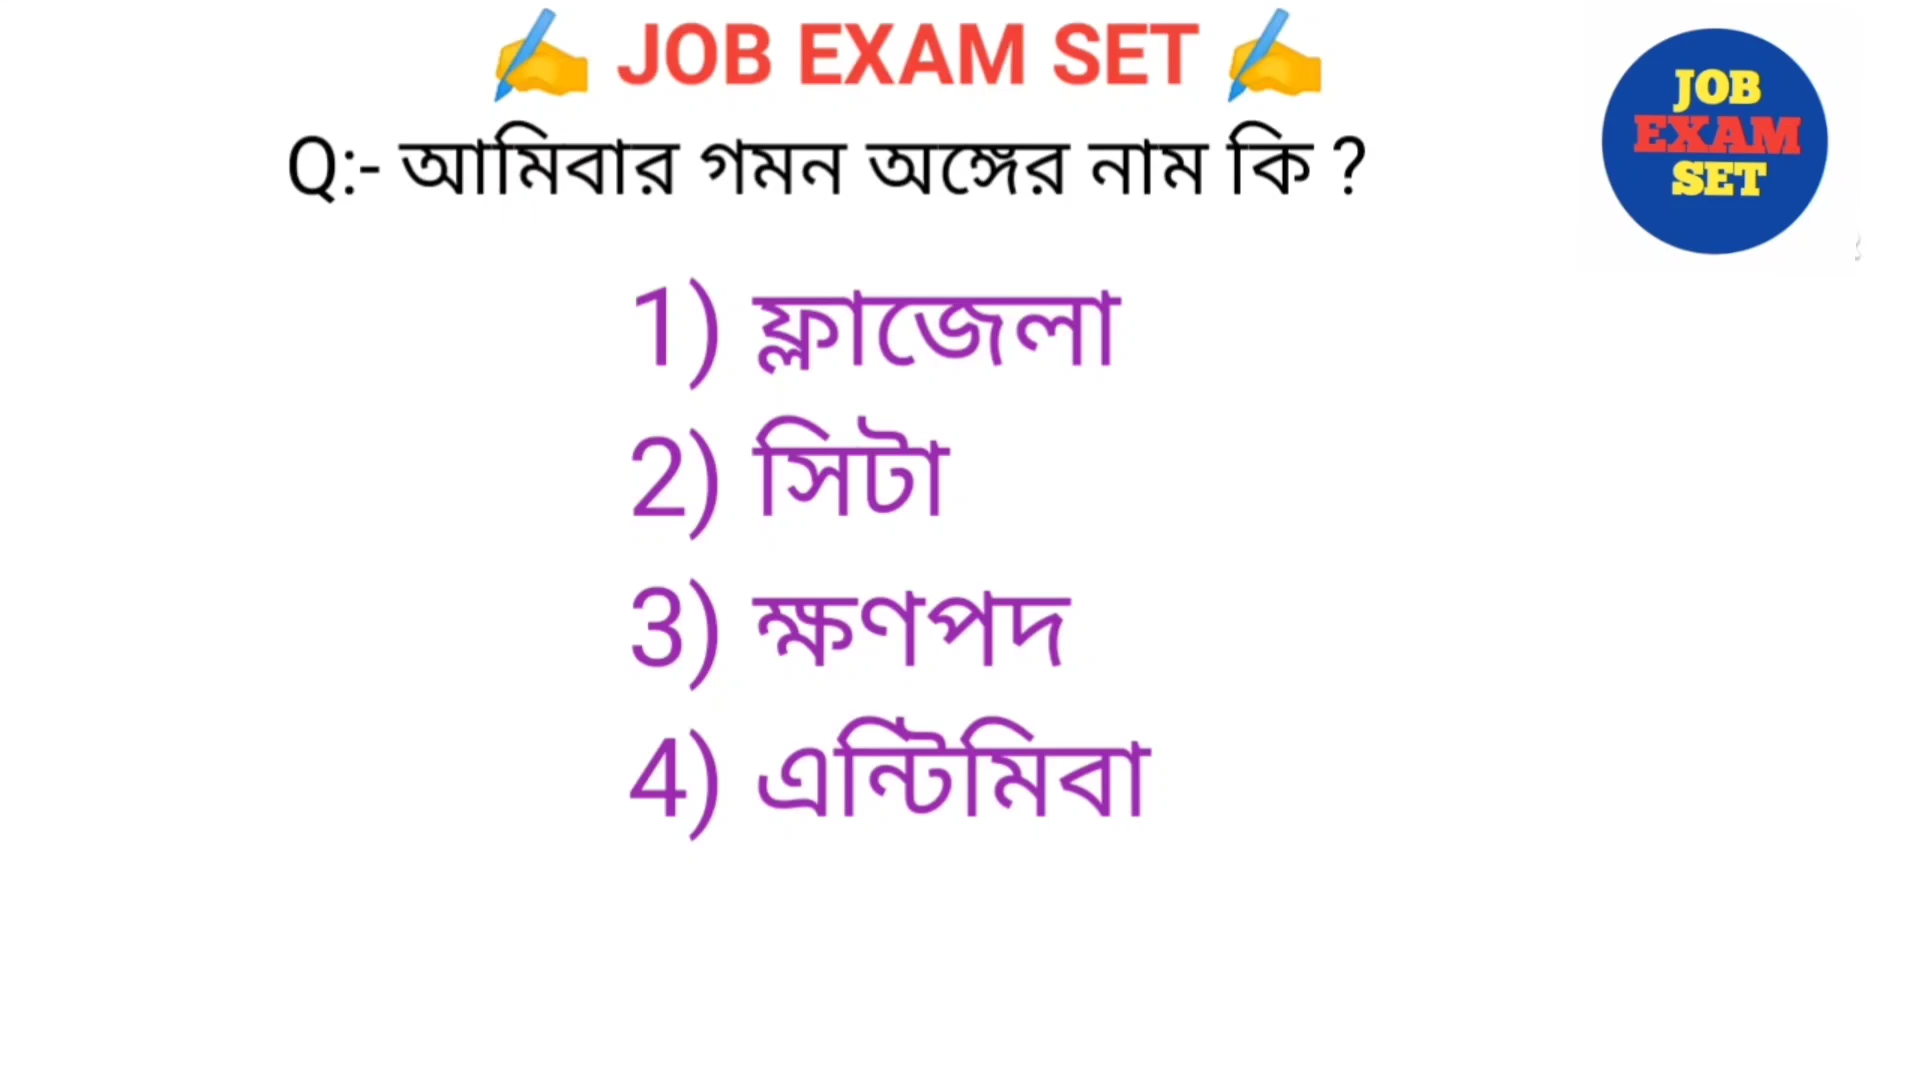 ✍️ JOB EXAM SET ✍️
JOB
EXAM
SET
Q:- আমিবার গমন অঙ্গের নাম কি ?
1) ফ্লাজেলা
2) সিটা
3) ক্ষণপদ
4) এন্টিমিবা